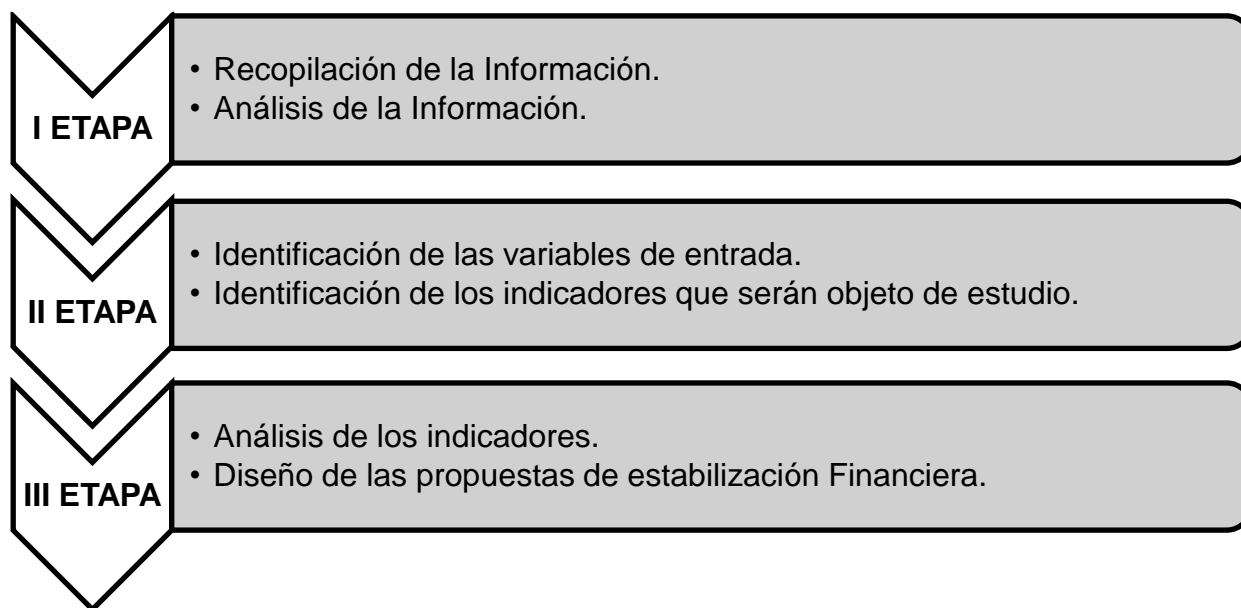 I ETAPA
• Recopilación de la Información.
• Análisis de la Información.
II ETAPA
• Identificación de las variables de entrada.
• Identificación de los indicadores que serán objeto de estudio.
III ETAPA
• Análisis de los indicadores.
• Diseño de las propuestas de estabilización Financiera.